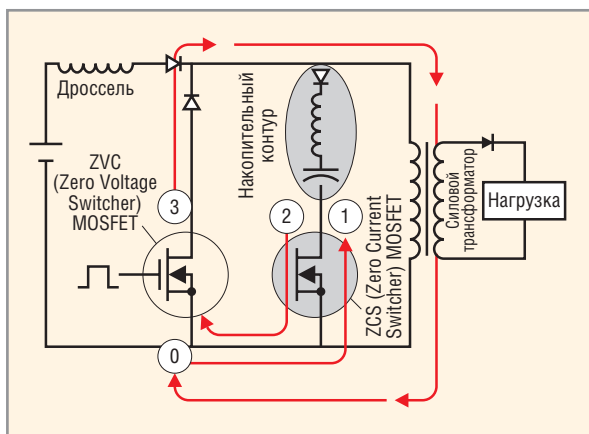 Дроссель
ZVC
(Zero Voltage
Switcher)
MOSFET
3
Накопительный
контур
2
1
ZCS (Zero Current
Switcher) MOSFET
Силовой
трансформатор
Нагрузка
0